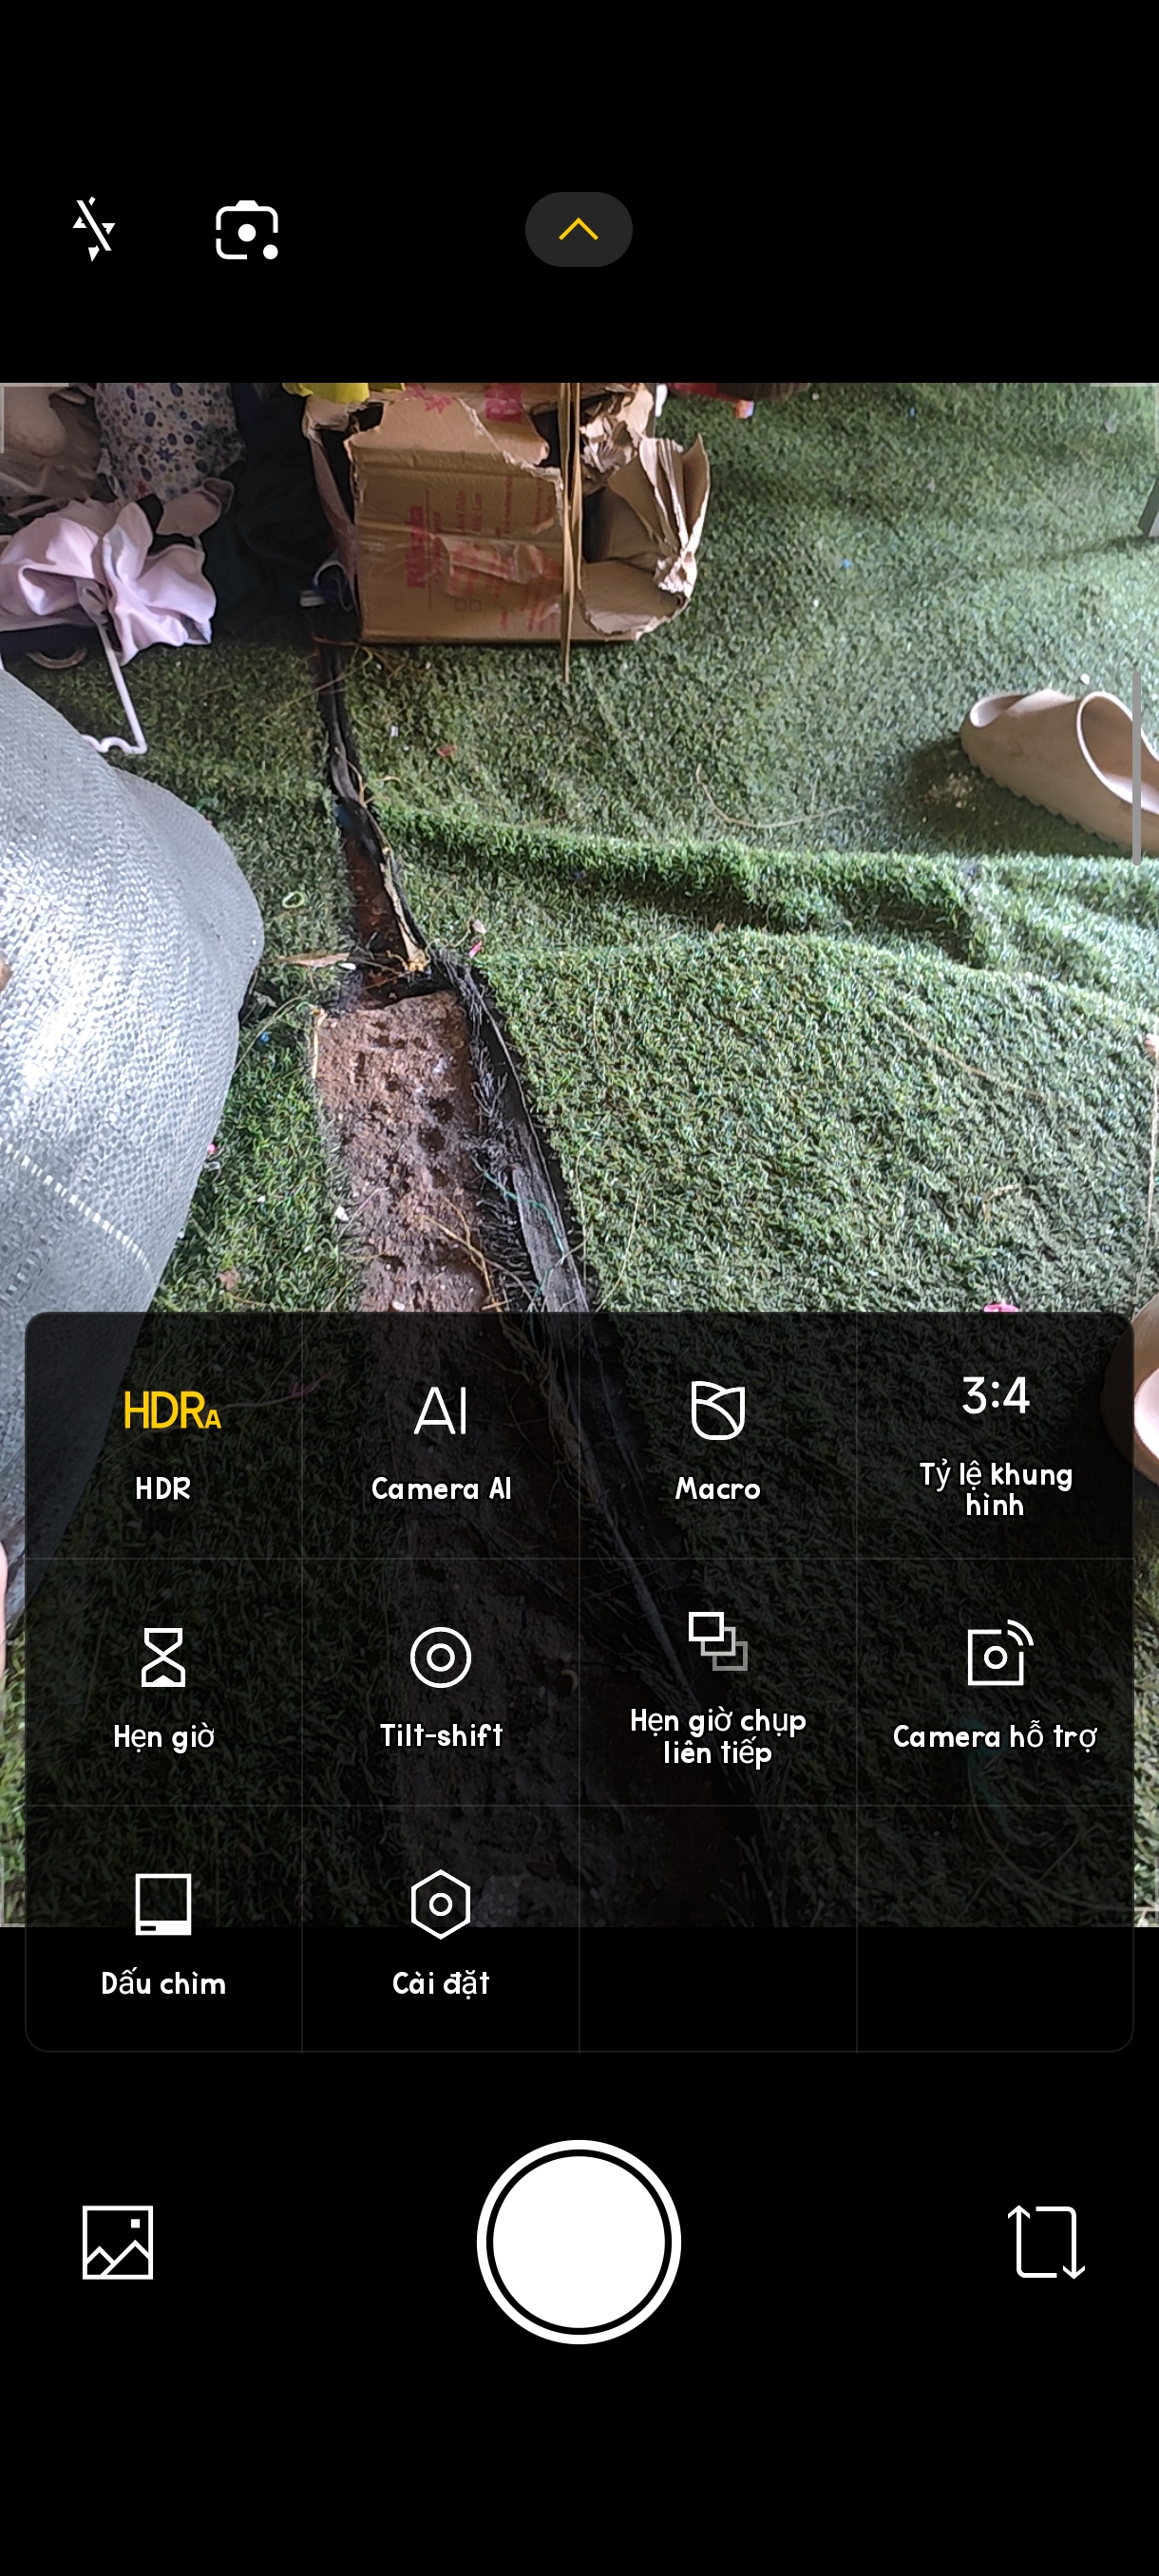 HDRA
HDR
AI
Camera AI
Macro
3:4
Tỷ lệ khung
hình
Hẹn giờ
Tilt-shift
Hẹn giờ chụp
liên tiếp
Camera hỗ trợ
Dấu chìm
Cài đặt